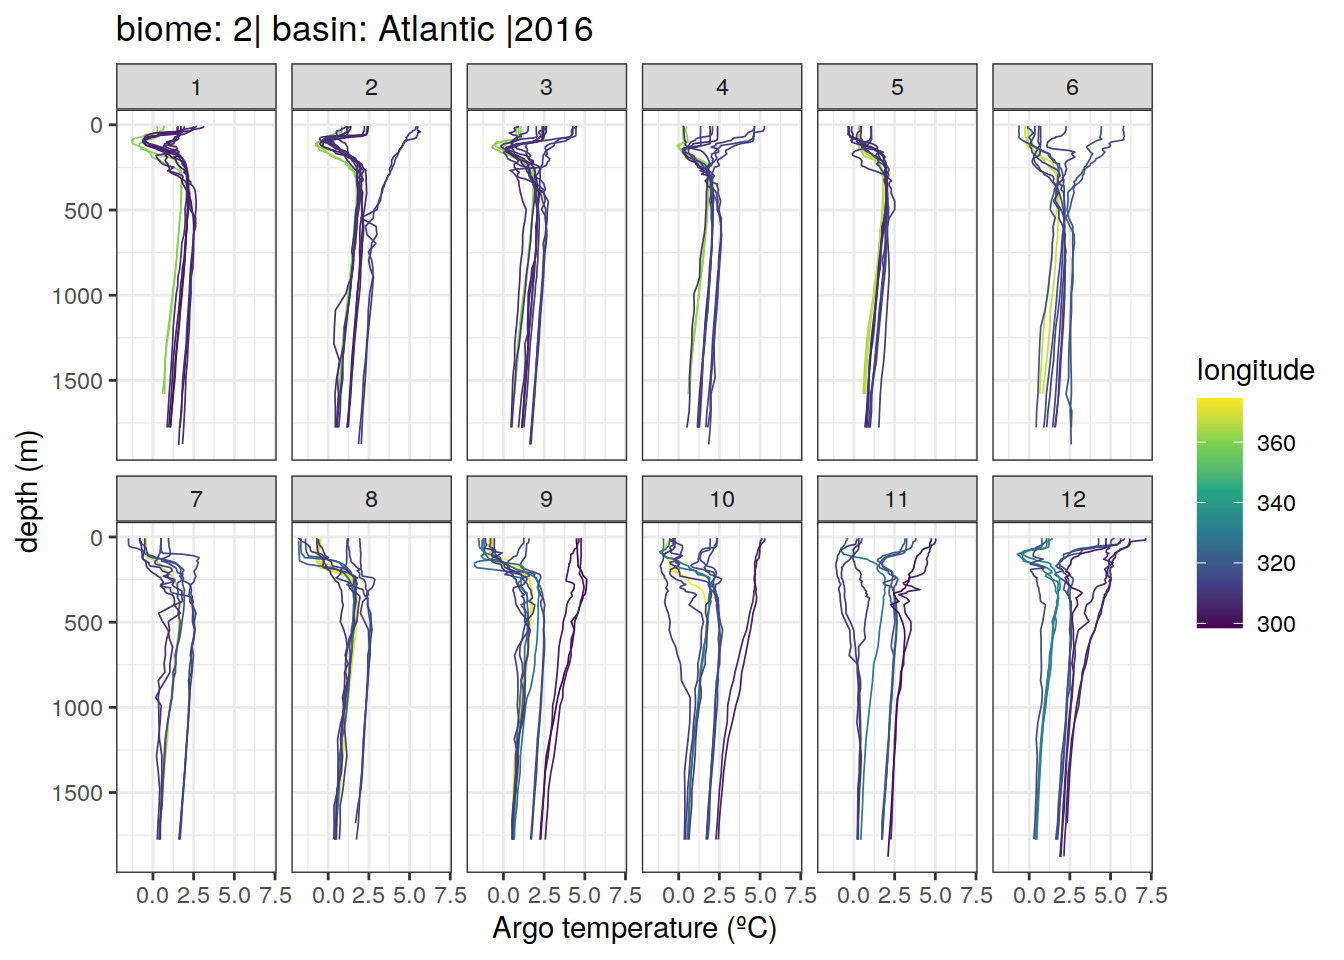 biome: 2| basin: Atlantic |2016
1 2 3 4 5 6
0
500
1000
1500
7 8 9 10 11 12
0
500
1000
1500
0.0 2.5 5.0 7.5 0.0 2.5 5.0 7.5 0.0 2.5 5.0 7.5 0.0 2.5 5.0 7.5 0.0 2.5 5.0 7.5 0.0 2.5 5.0 7.5
Argo temperature (ºC)
depth (m)
longitude
360
340
320
300